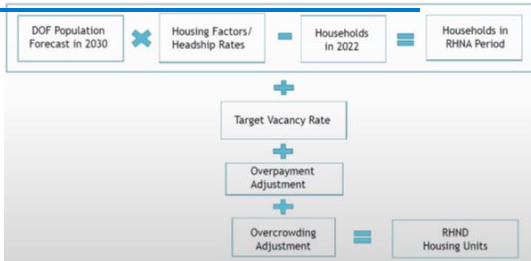 DOF Population
Forecast in 2030
Housing Factors/
Headship Rates
Households
in 2022
Households in
RHNA Period
Target Vacancy Rate
Overpayment
Adjustment
Overcrowding
Adjustment
RHND
Housing Units